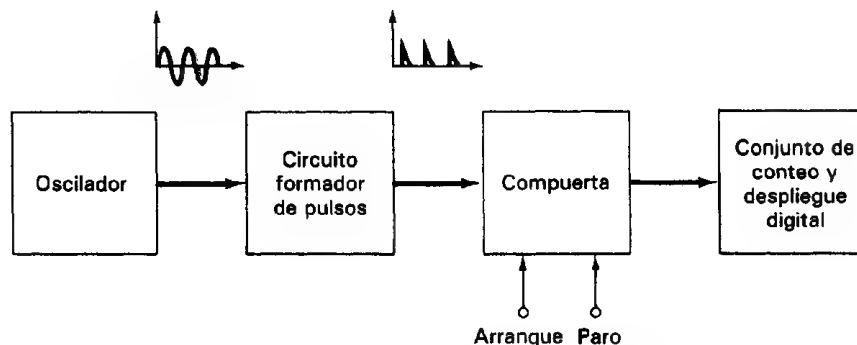 Oscilador
Circuito
formador
de pulsos
Compuerta
Conjunto de
conteo y
despliegue
digital
Arranque Paro